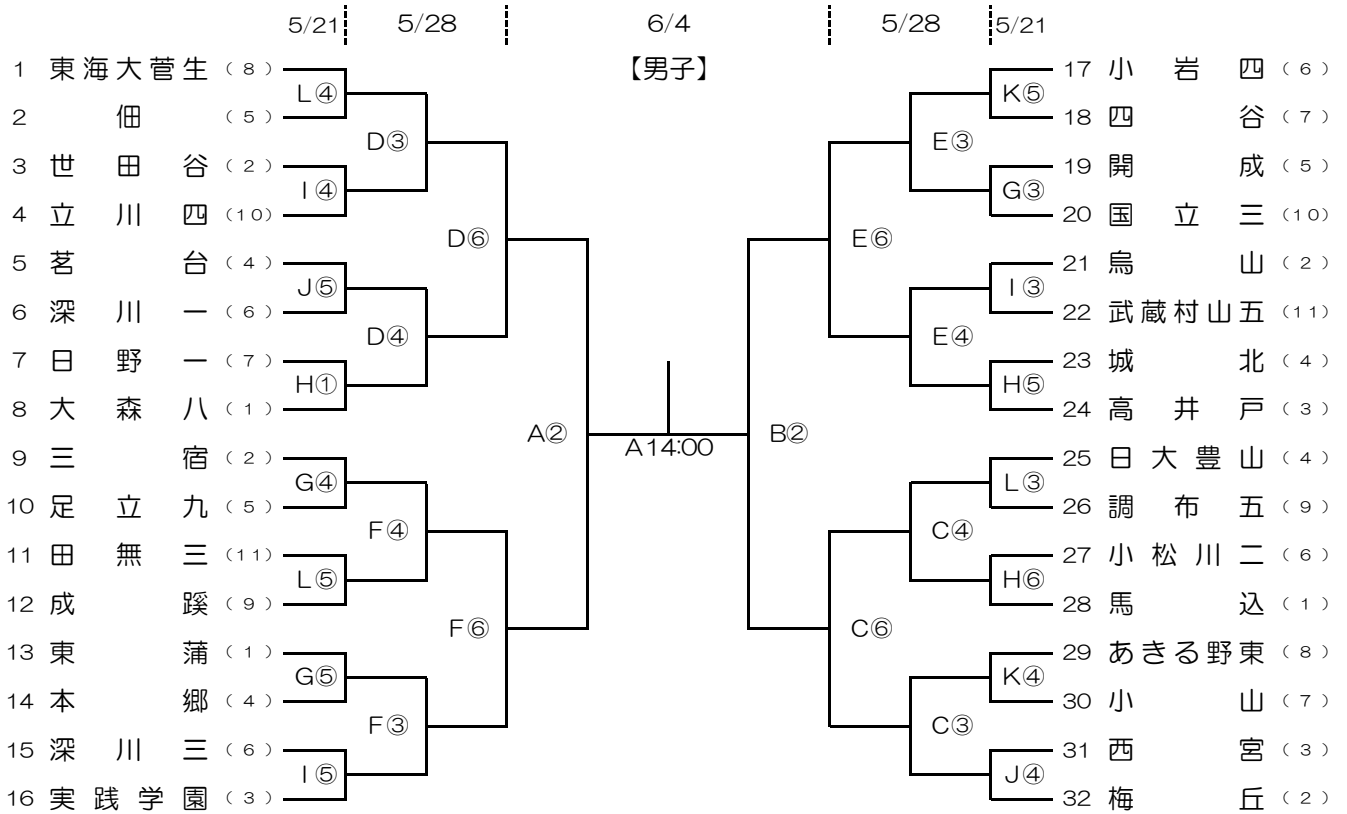 5/21 5/28 6/4 5/28 5/21
【男子】
1 東海大菅生 (8)
L④
2 佃 (5)
D③
3 世田谷 (2)
I④
4 立川四 (10)
D⑥
5 茗台 (4)
J⑤
6 深川一 (6)
D④
7 日野一 (7)
H①
8 大森八 (1)
A②
9 三宿 (2)
G④
10 足立九 (5)
F④
11 田無三 (11)
L⑤
12 成蹊 (9)
F⑥
13 東蒲 (1)
G⑤
14 本郷 (4)
F③
15 深川三 (6)
I⑤
16 実践学園 (3)
A14:00
17 小岩四 (6)
K⑤
18 四谷 (7)
E③
19 開成 (5)
G③
20 国立三 (10)
E⑥
21 烏山 (2)
I③
22 武蔵村山五 (11)
E④
23 城北 (4)
H⑤
24 高井戸 (3)
B②
25 日大豊山 (4)
L③
26 調布五 (9)
C④
27 小松川二 (6)
H⑥
28 馬込 (1)
C⑥
29 あきる野東 (8)
K④
30 小山 (7)
C③
31 西宮 (3)
J④
32 梅丘 (2)